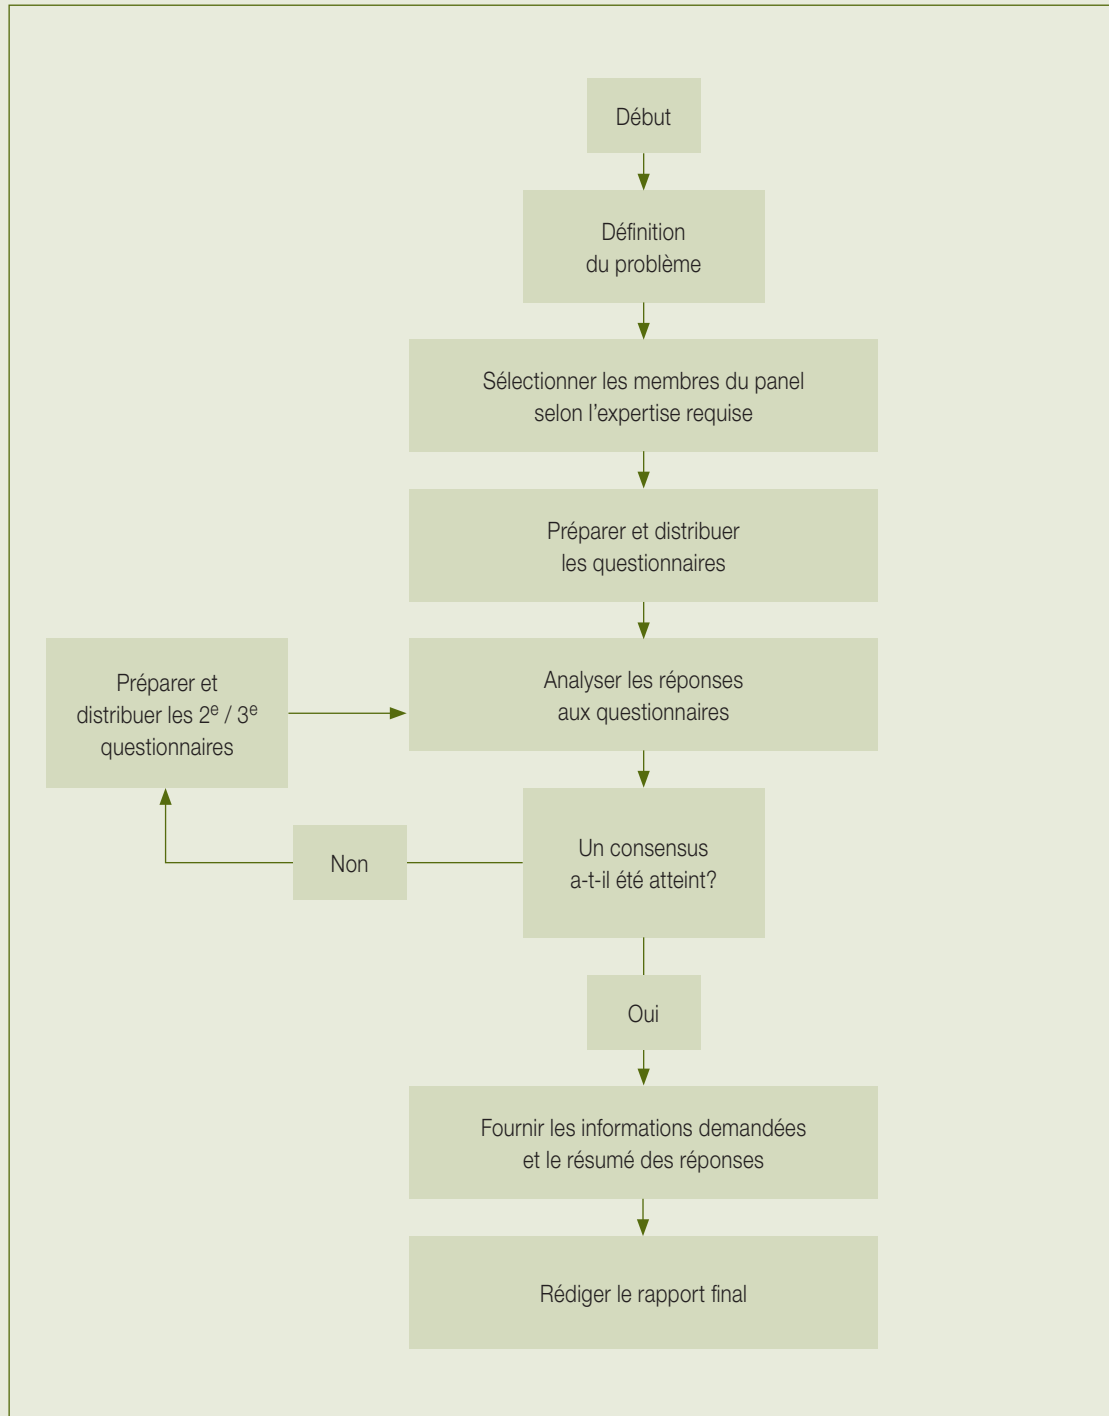 Début
Définition
du problème
Sélectionner les membres du panel
selon l’expertise requise
Préparer et distribuer
les questionnaires
Préparer et
distribuer les 2e / 3e
questionnaires
Analyser les réponses
aux questionnaires
Un consensus
a-t-il été atteint?
Non
Oui
Fournir les informations demandées
et le résumé des réponses
Rédiger le rapport final